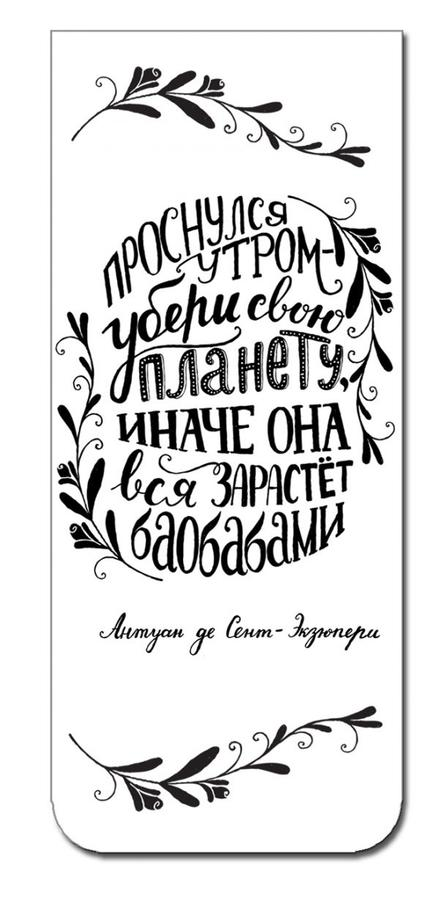 ПРОСНУЛСЯ
УТРОМ-
убери свою
ПЛАНЕТУ,
ИНАЧЕ ОНА
вся ЗАРАСТЁТ
баобабами
Антуан де Сент-Экзюпери